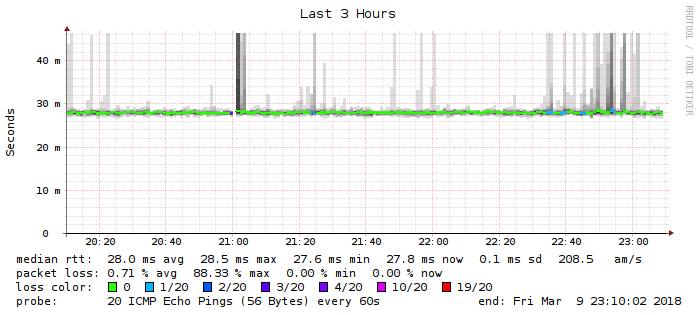 Last 3 Hours
RRDTOOL / TOBI OETIKER
Seconds
40 m
30 m
20 m
10 m
0
20:20 20:40 21:00 21:20 21:40 22:00 22:20 22:40 23:00
median rtt: 28.0 ms avg 28.5 ms max 27.6 ms min 27.8 ms now 0.1 ms sd 208.5 am/s
packet loss: 0.71 % avg 88.33 % max 0.00 % min 0.00 % now
loss color: 0 1/20 2/20 3/20 4/20 10/20 19/20
probe: 20 ICMP Echo Pings (56 Bytes) every 60s end: Fri Mar 9 23:10:02 2018